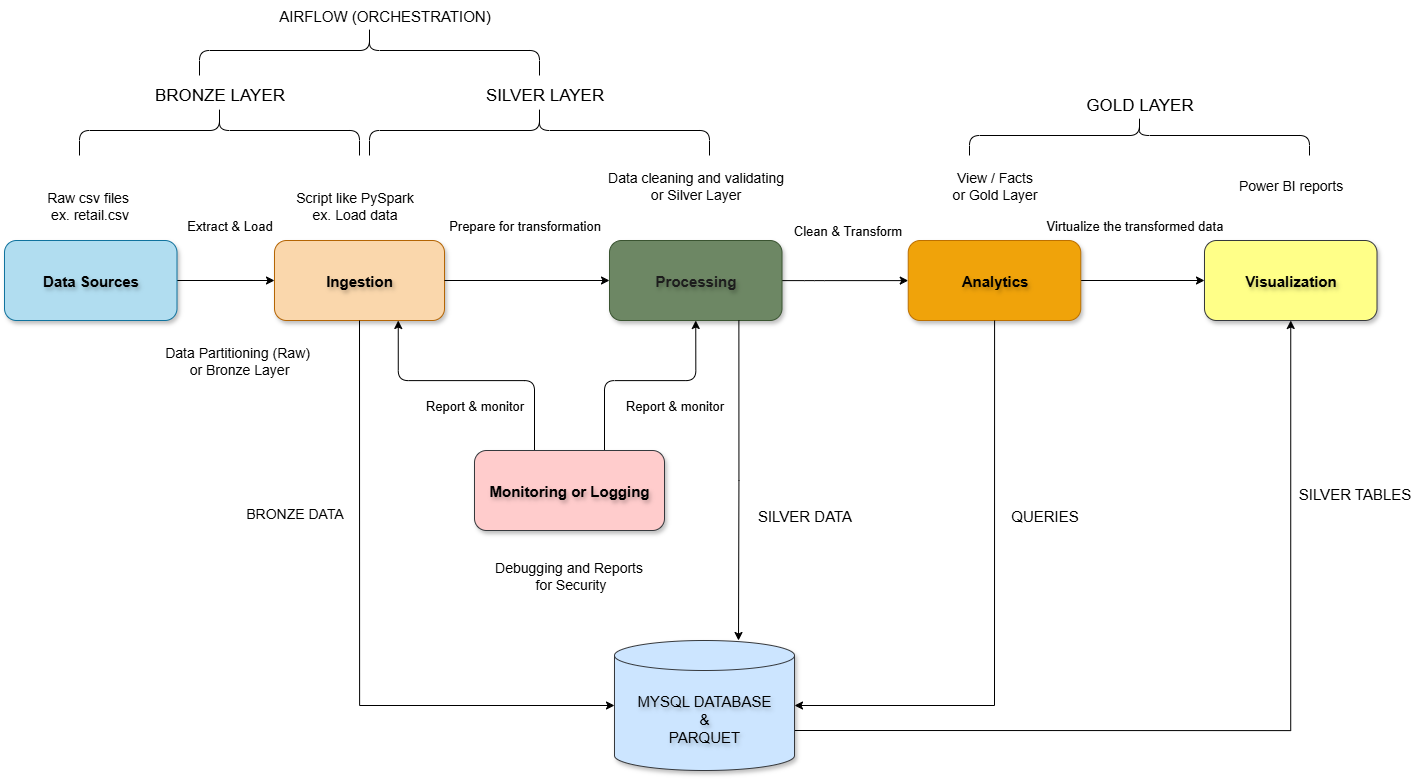 AIRFLOW (ORCHESTRATION)
BRONZE LAYER
SILVER LAYER
GOLD LAYER
Raw csv files
ex. retail.csv
Script like PySpark
ex. Load data
Data cleaning and validating
or Silver Layer
View / Facts
or Gold Layer
Power BI reports
Extract & Load
Prepare for transformation
Clean & Transform
Virtualize the transformed data
Data Sources
Ingestion
Processing
Analytics
Visualization
Data Partitioning (Raw)
or Bronze Layer
Report & monitor
Report & monitor
Monitoring or Logging
BRONZE DATA
SILVER DATA
QUERIES
SILVER TABLES
Debugging and Reports
for Security
MYSQL DATABASE
&
PARQUET